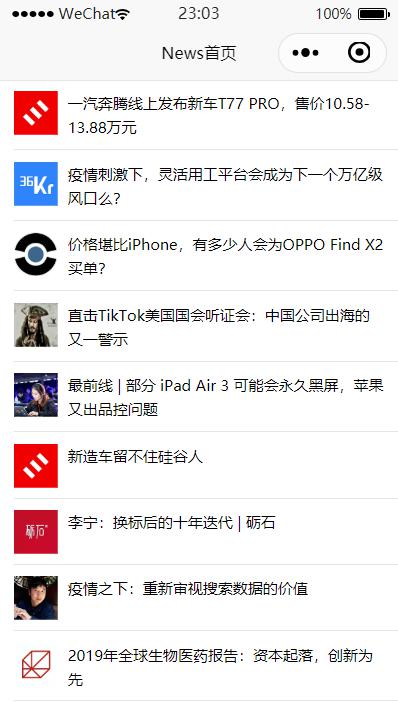 WeChat 23:03 100%
News首页
一汽奔腾线上发布新车T77 PRO，售价10.58-
13.88万元
36Kr
疫情刺激下，灵活用工平台会成为下一个万亿级
风口么？
价格堪比iPhone，有多少人会为OPPO Find X2
买单？
直击TikTok美国国会听证会：中国公司出海的
又一警示
最前线 | 部分 iPad Air 3 可能会永久黑屏，苹果
又出品控问题
新造车留不住硅谷人
砺石
李宁：换标后的十年迭代 | 砺石
疫情之下：重新审视搜索数据的价值
2019年全球生物医药报告：资本起落，创新为
先